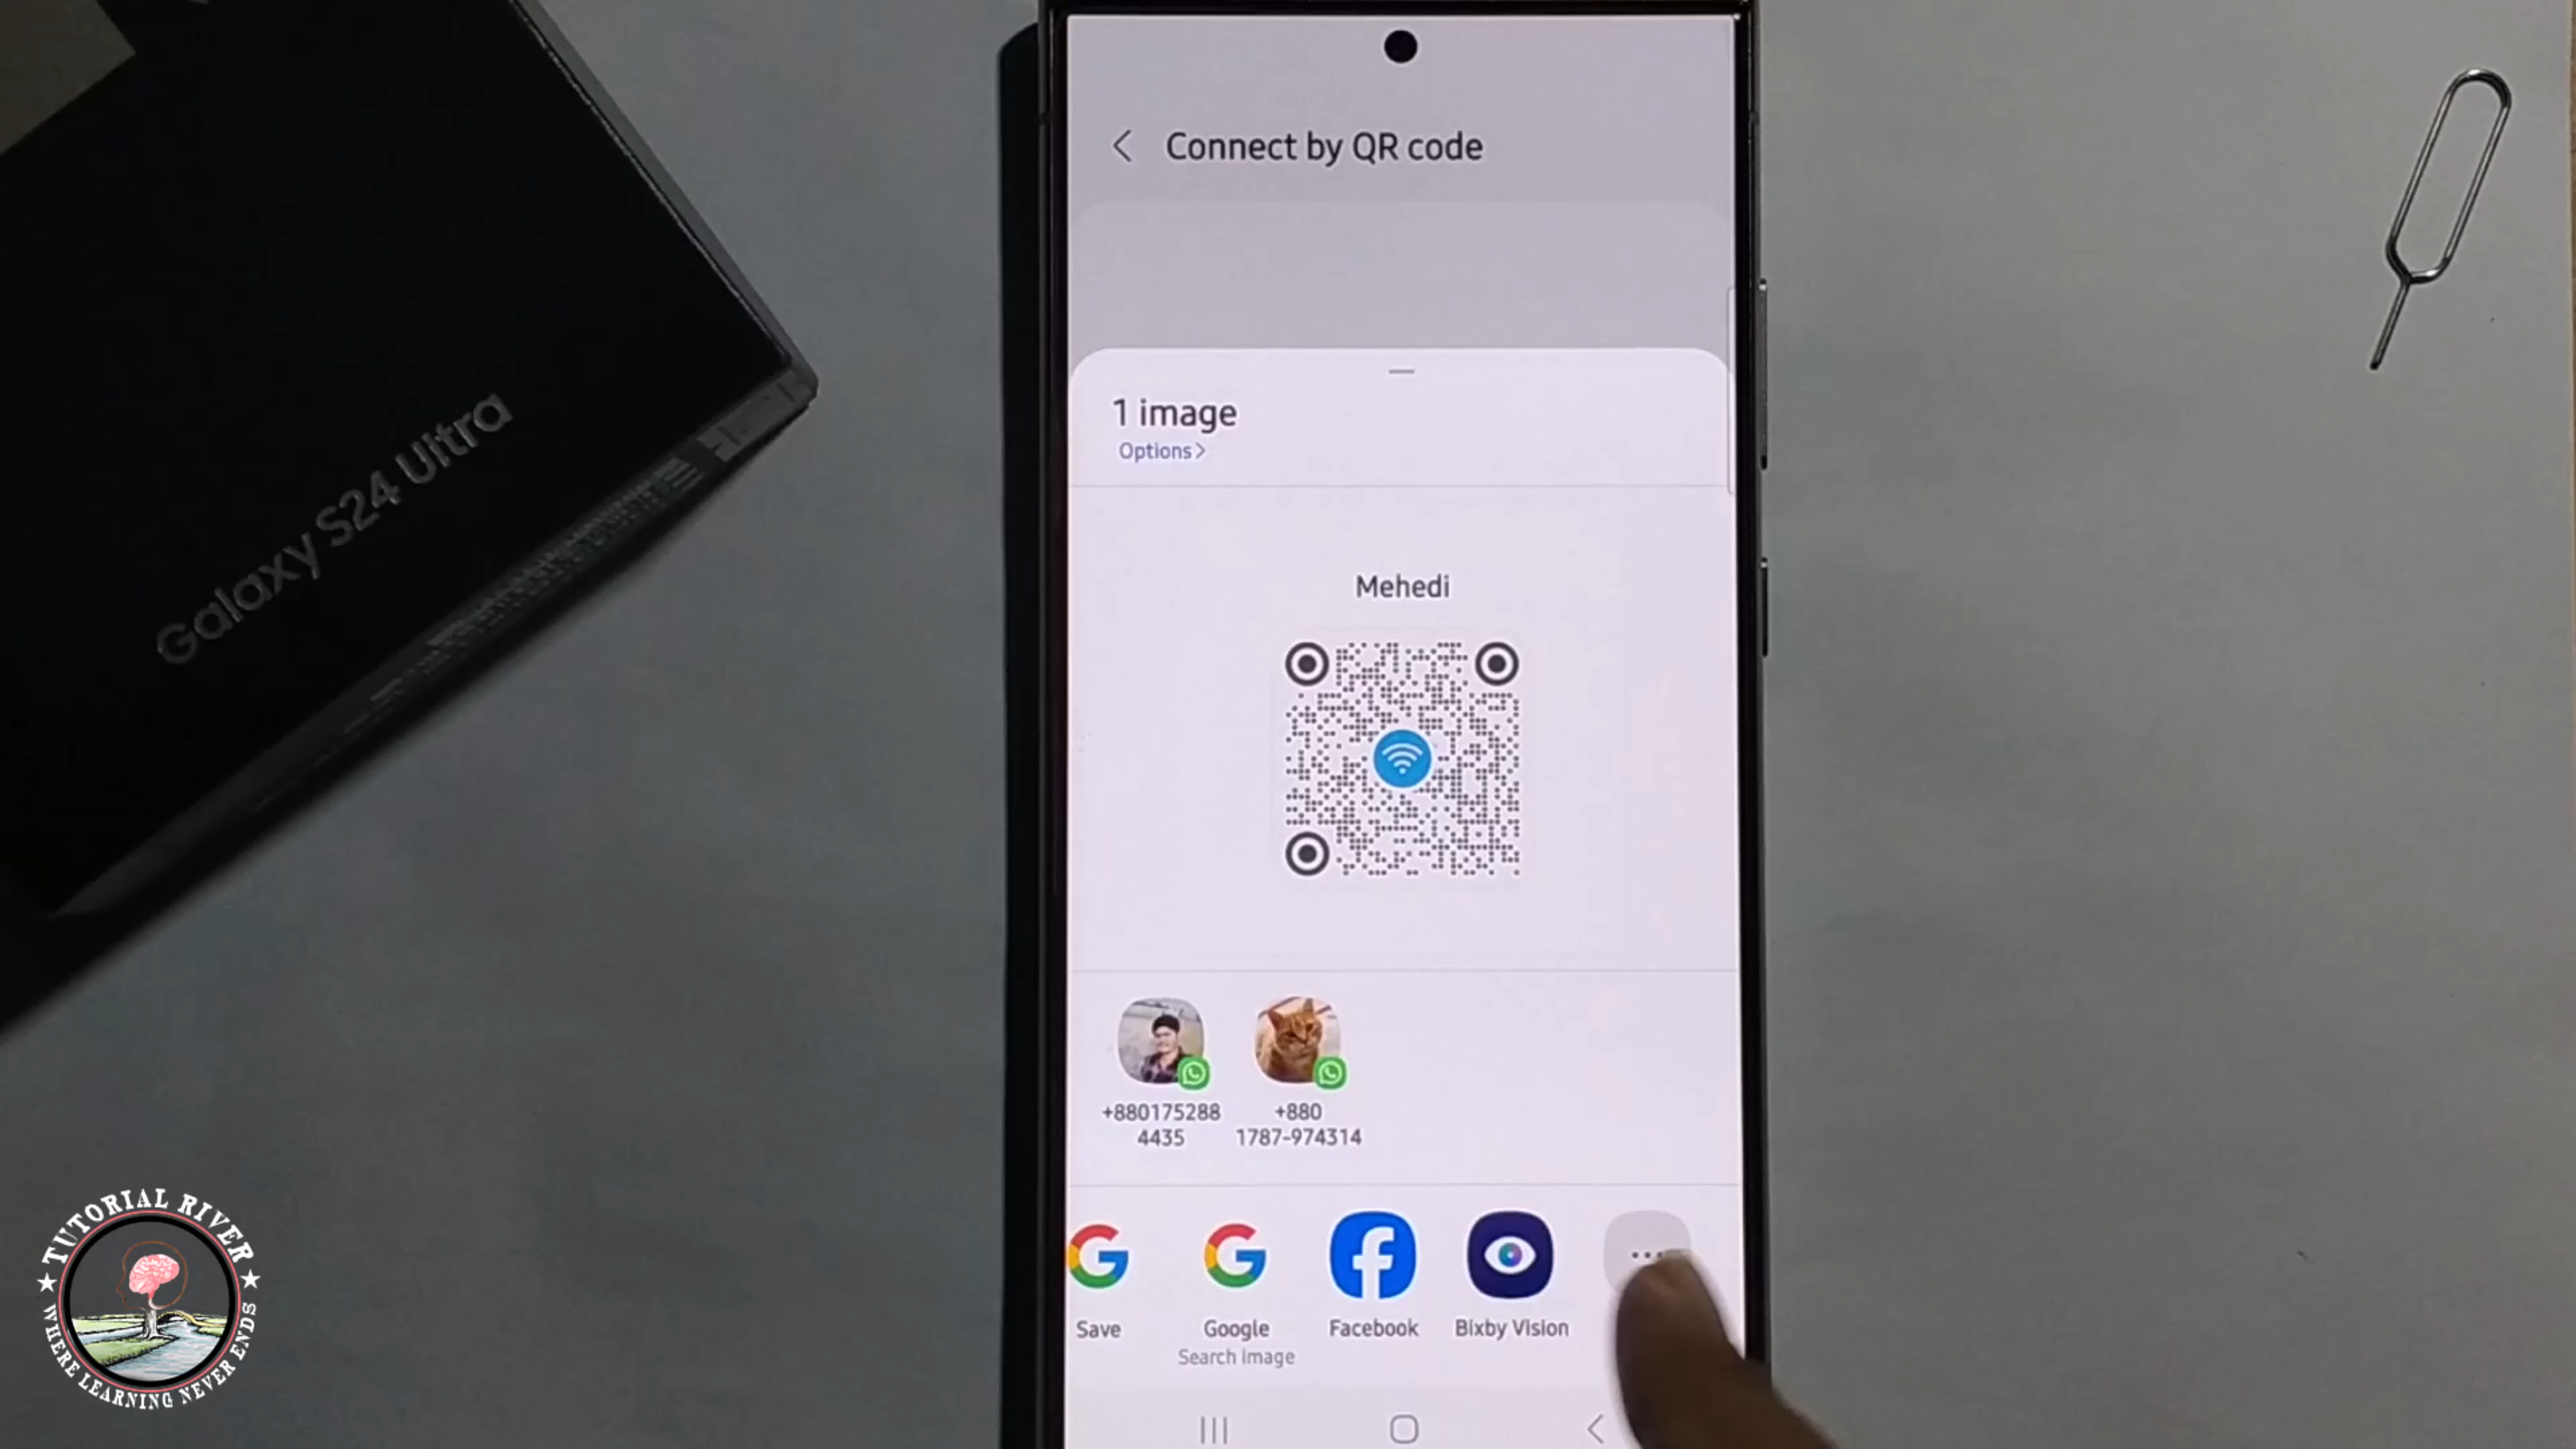 Connect by QR code
1 image
Options>
Mehedi
+880175288
4435
+880
1787-974314
Save
Google
Search image
Facebook
Bixby Vision
Galaxy S24 Ultra
TUTORIAL RIVER
WHERE LEARNING NEVER ENDS